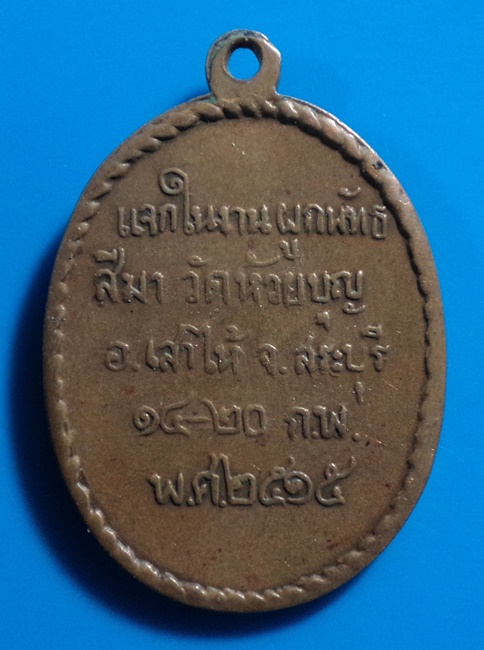 แจกในงานผูกพัทธ
สีมา วัดห้วยบุญ
อ.เสาไห้ จ.สระบุรี
๑๔-๒๐ ก.พ.
พ.ศ.๒๕๑๕